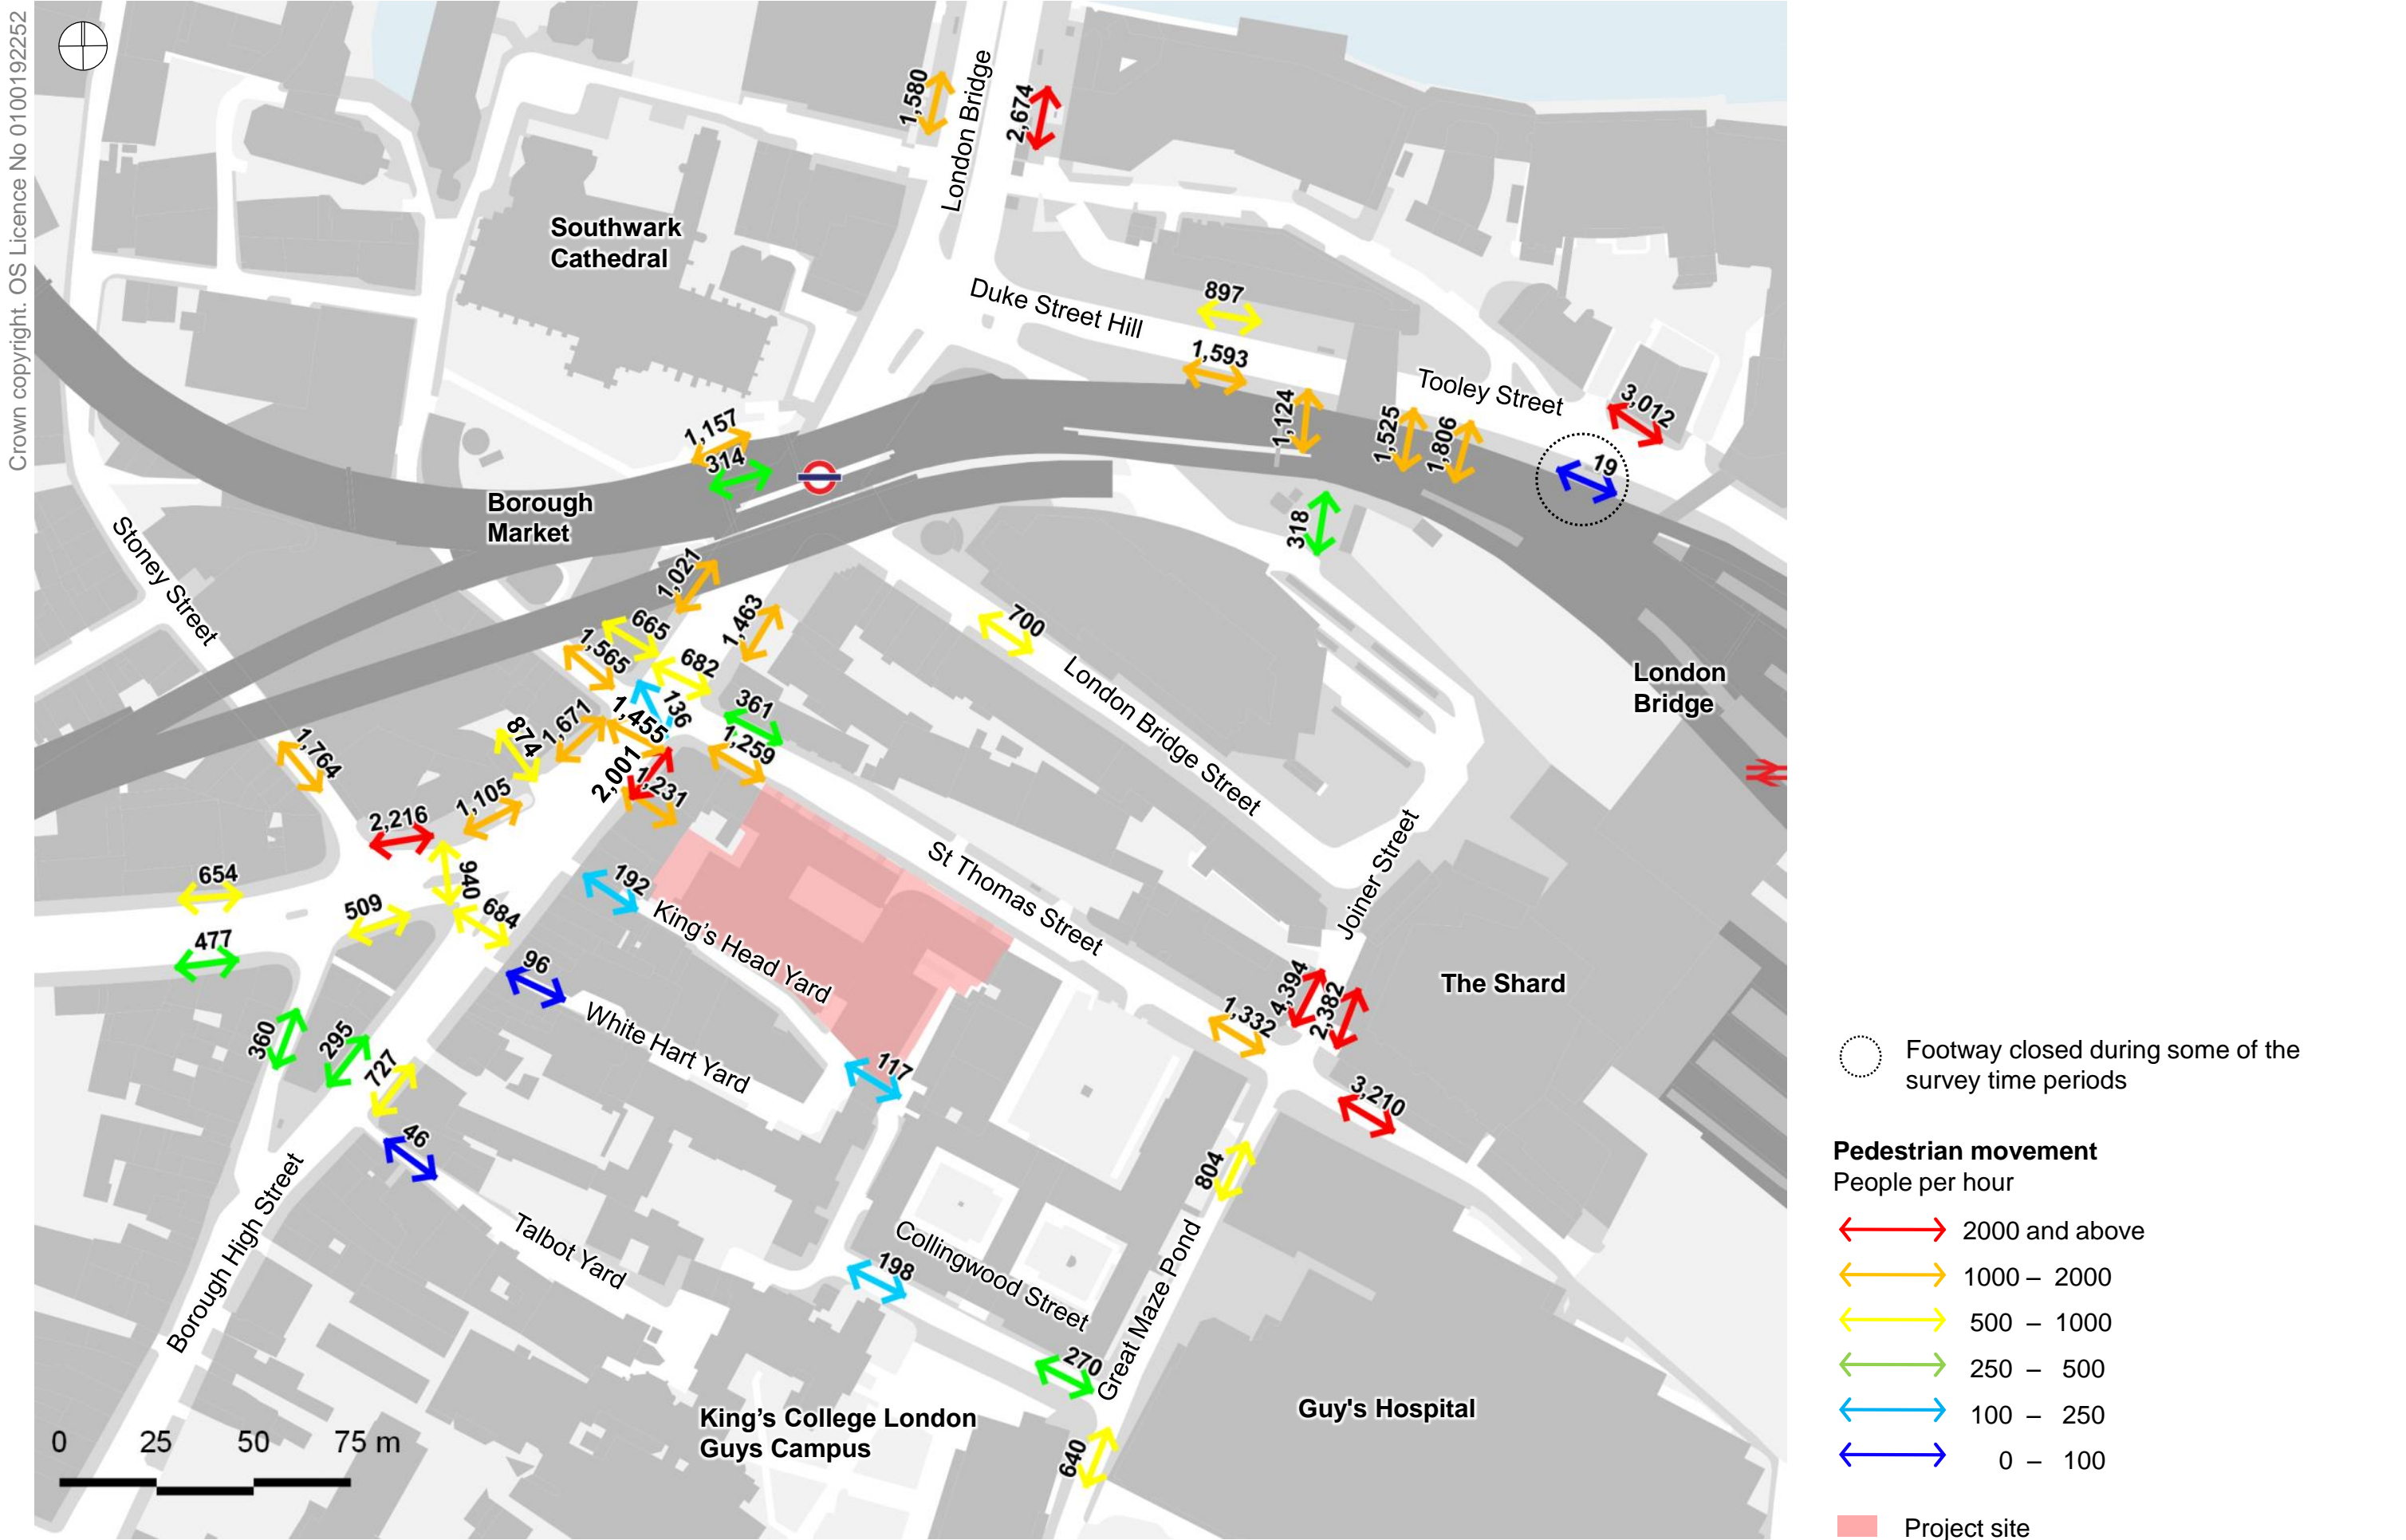 Crown copyright. OS Licence No 0100192252
1,580
London Bridge
2,674
Southwark
Cathedral
Duke Street Hill
897
1,593
Tooley Street
1,124
1,525
1,806
3,012
19
1,157
314
Borough
Market
318
Stoney Street
1,021
665
1,463
1,565
682
700
London Bridge Street
London
Bridge
136
361
1,455
1,259
874
1,671
2,001
1,231
1,764
1,105
2,216
940
654
509
684
477
192
King's Head Yard
St Thomas Street
Joiner Street
96
White Hart Yard
The Shard
4,394
2,382
1,332
360
295
727
117
3,210
46
804
Borough High Street
Talbot Yard
Collingwood Street
198
Great Maze Pond
270
King's College London
Guys Campus
Guy's Hospital
640
0 25 50 75 m
Footway closed during some of the
survey time periods
Pedestrian movement
People per hour
2000 and above
1000 – 2000
500 – 1000
250 – 500
100 – 250
0 – 100
Project site